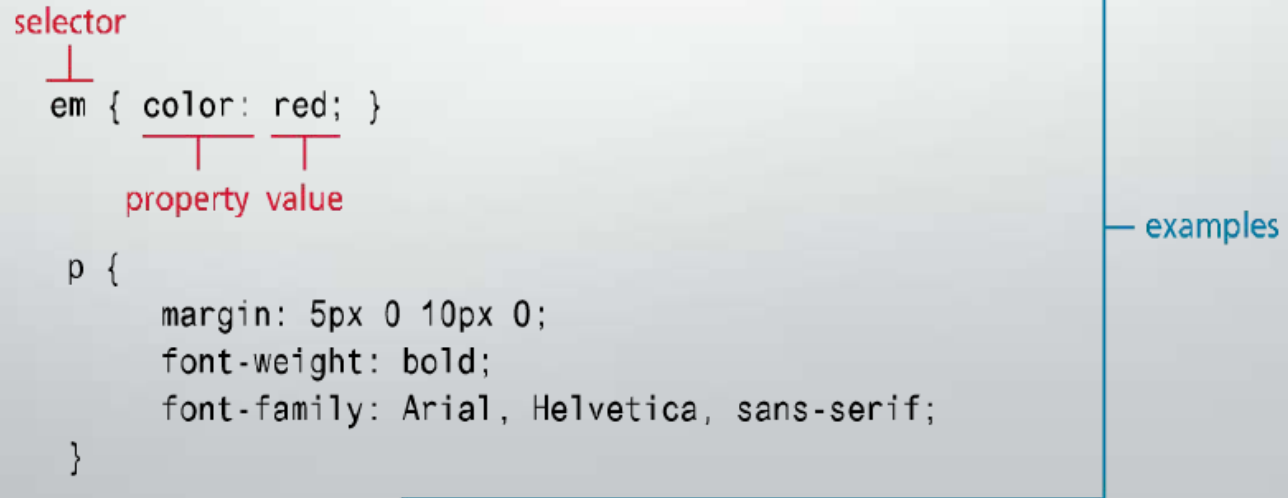 selector
em { color: red; }
property value
examples
p {
margin: 5px 0 10px 0;
font-weight: bold;
font-family: Arial, Helvetica, sans-serif;
}